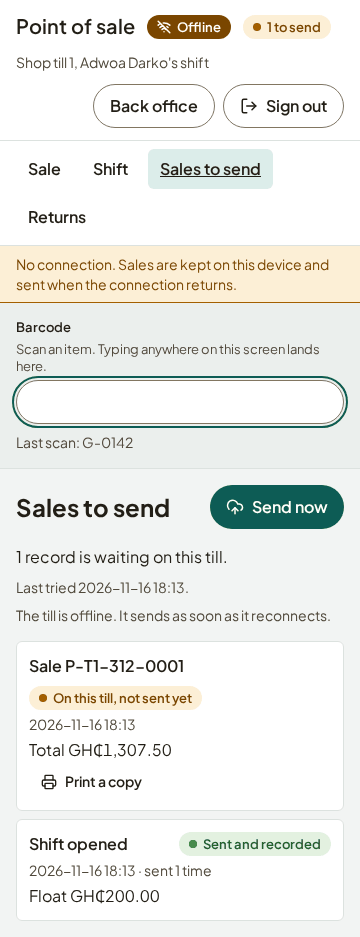 Point of sale Offline 1 to send
Shop till 1, Adwoa Darko's shift
Back office Sign out
Sale Shift Sales to send
Returns
No connection. Sales are kept on this device and
sent when the connection returns.
Barcode
Scan an item. Typing anywhere on this screen lands
here.
Last scan: G-0142
Sales to send Send now
1 record is waiting on this till.
Last tried 2026-11-16 18:13.
The till is offline. It sends as soon as it reconnects.
Sale P-T1-312-0001
On this till, not sent yet
2026-11-16 18:13
Total GH₵1,307.50
Print a copy
Shift opened Sent and recorded
2026-11-16 18:13 · sent 1 time
Float GH₵200.00